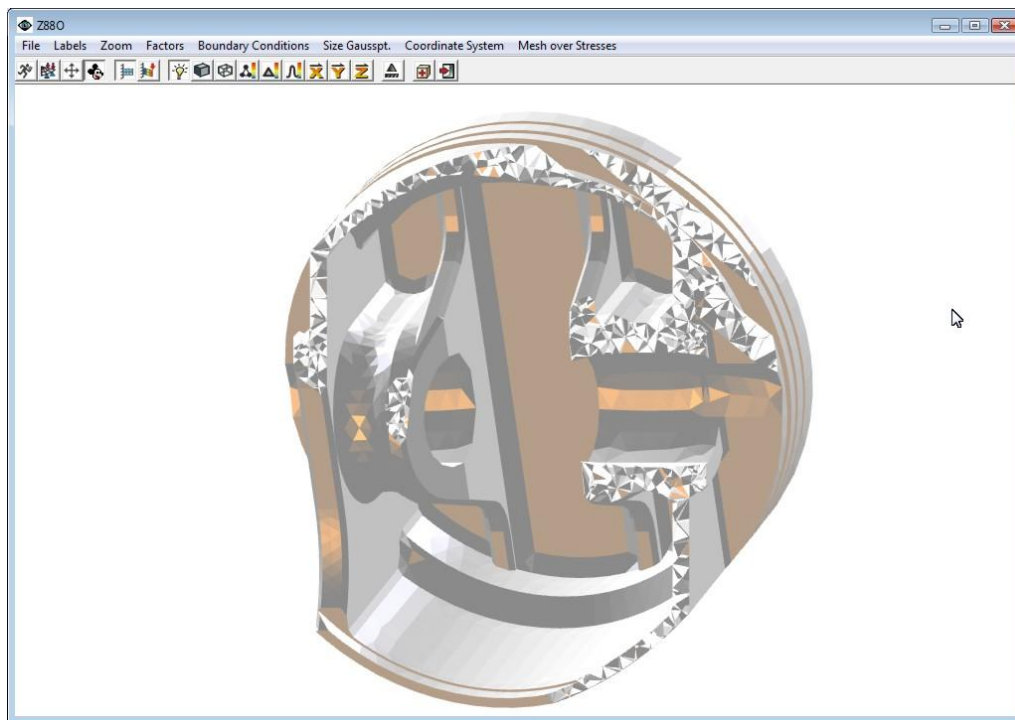 Z88O
File Labels Zoom Factors Boundary Conditions Size Gausspt. Coordinate System Mesh over Stresses
X Y Z